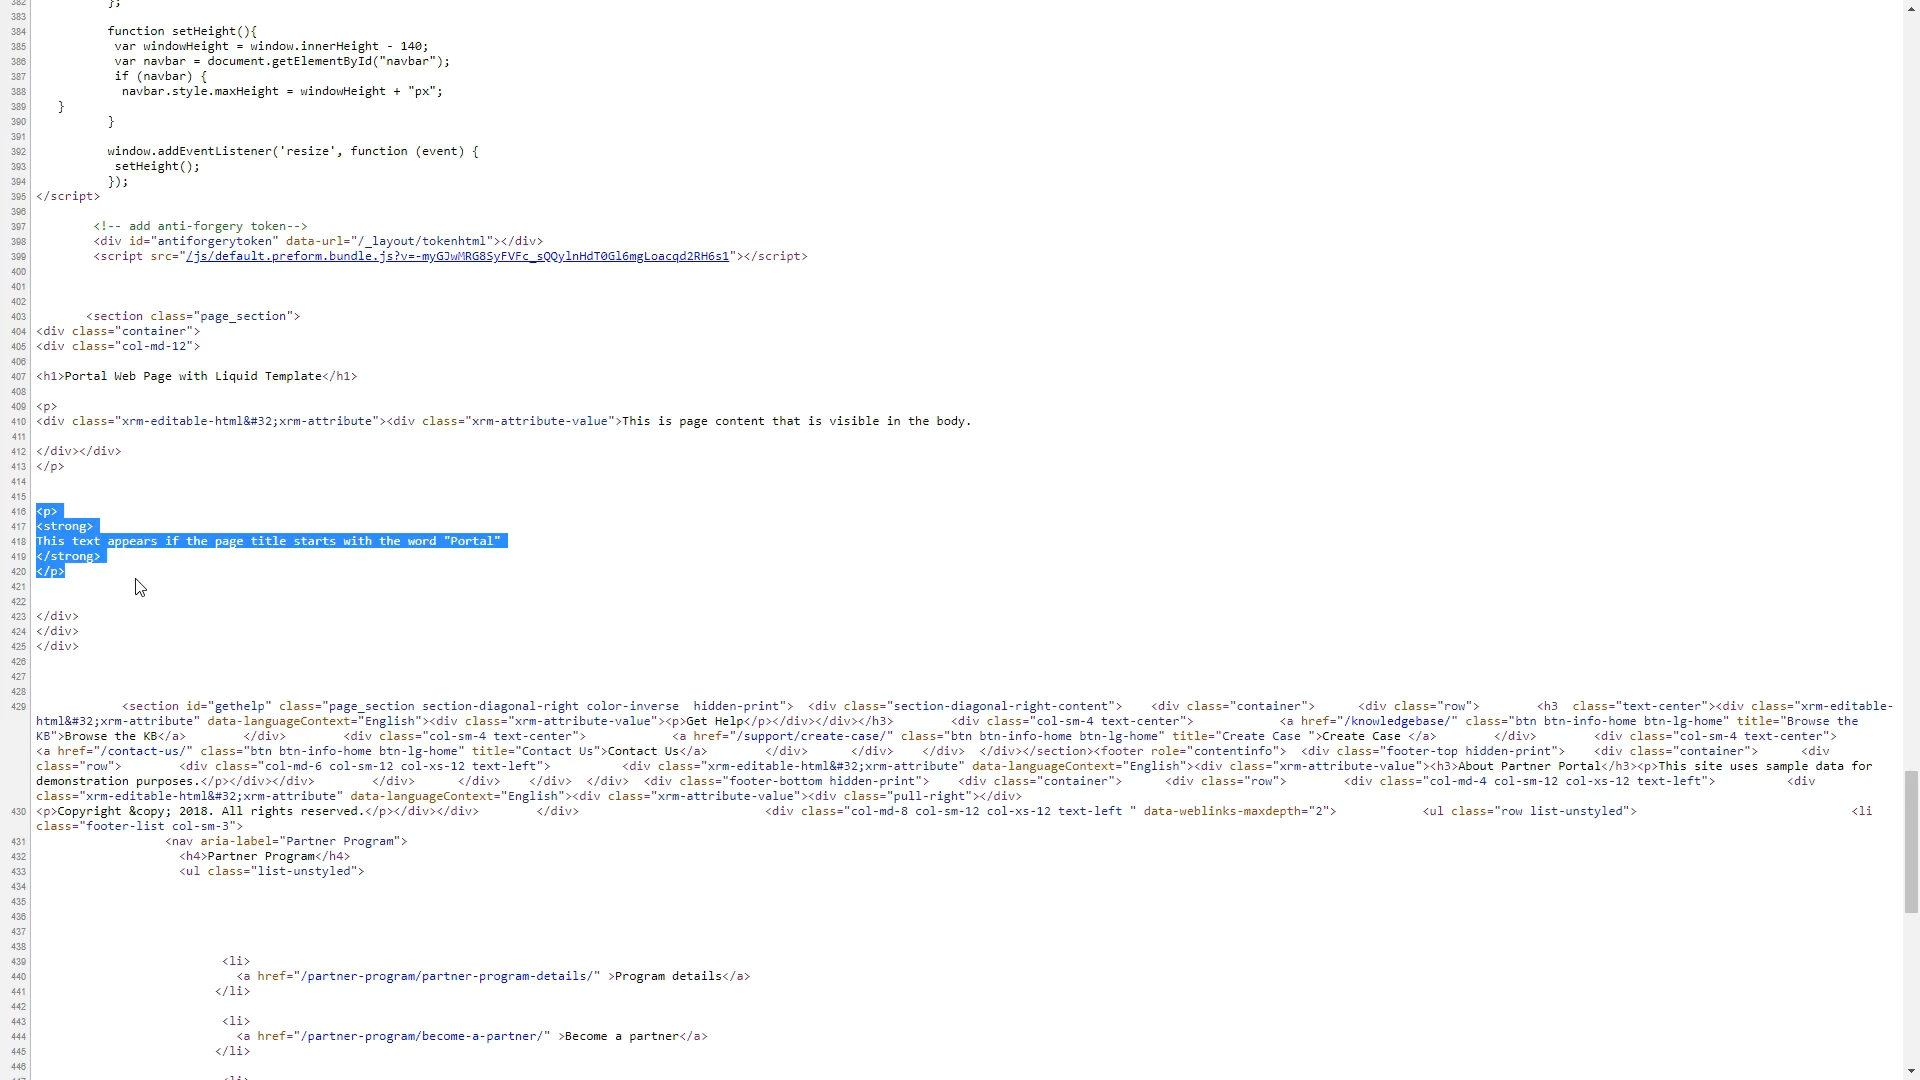 382 };
383
384 function setHeight(){
385 var windowHeight = window.innerHeight - 140;
386 var navbar = document.getElementById("navbar");
387 if (navbar) {
388 navbar.style.maxHeight = windowHeight + "px";
389 }
390 }
391
392 window.addEventListener('resize', function (event) {
393 setHeight();
394 });
395 </script>
396
397 <!-- add anti-forgery token-->
398 <div id="antiforgerytoken" data-url="/_layout/tokenhtml"></div>
399 <script src="/js/default.preform.bundle.js?v=-myGJwMRG8SyFVFc_sQQylnHdT0Gl6mgLoacqd2RH6s1"></script>
400
401
402
403 <section class="page_section">
404 <div class="container">
405 <div class="col-md-12">
406
407 <h1>Portal Web Page with Liquid Template</h1>
408
409 <p>
410 <div class="xrm-editable-html&#32;xrm-attribute"><div class="xrm-attribute-value">This is page content that is visible in the body.
411
412 </div></div>
413 </p>
414
415
416 <p>
417 <strong>
418 This text appears if the page title starts with the word "Portal"
419 </strong>
420 </p>
421
422
423 </div>
424 </div>
425 </div>
426
427
428
429 <section id="gethelp" class="page_section section-diagonal-right color-inverse hidden-print"> <div class="section-diagonal-right-content"> <div class="container"> <div class="row"> <h3 class="text-center"><div class="xrm-editable-
html&#32;xrm-attribute" data-languageContext="English"><div class="xrm-attribute-value"><p>Get Help</p></div></div></h3> <div class="col-sm-4 text-center"> <a href="/knowledgebase/" class="btn btn-info-home btn-lg-home" title="Browse the
KB">Browse the KB</a> </div> <div class="col-sm-4 text-center"> <a href="/support/create-case/" class="btn btn-info-home btn-lg-home" title="Create Case ">Create Case </a> </div> <div class="col-sm-4 text-center">
<a href="/contact-us/" class="btn btn-info-home btn-lg-home" title="Contact Us">Contact Us</a> </div> </div> </div> </div></section><footer role="contentinfo"> <div class="footer-top hidden-print"> <div class="container"> <div
class="row"> <div class="col-md-6 col-sm-12 col-xs-12 text-left"> <div class="xrm-editable-html&#32;xrm-attribute" data-languageContext="English"><div class="xrm-attribute-value"><h3>About Partner Portal</h3><p>This site uses sample data for
demonstration purposes.</p></div></div> </div> </div> </div> </div> <div class="footer-bottom hidden-print"> <div class="container"> <div class="row"> <div class="col-md-4 col-sm-12 col-xs-12 text-left"> <div
class="xrm-editable-html&#32;xrm-attribute" data-languageContext="English"><div class="xrm-attribute-value"><div class="pull-right"></div>
430 <p>Copyright &copy; 2018. All rights reserved.</p></div></div> </div> <div class="col-md-8 col-sm-12 col-xs-12 text-left " data-weblinks-maxdepth="2"> <ul class="row list-unstyled"> <li
class="footer-list col-sm-3">
431 <nav aria-label="Partner Program">
432 <h4>Partner Program</h4>
433 <ul class="list-unstyled">
434
435
436
437
438
439 <li>
440 <a href="/partner-program/partner-program-details/" >Program details</a>
441 </li>
442
443 <li>
444 <a href="/partner-program/become-a-partner/" >Become a partner</a>
445 </li>
446
447 <li>